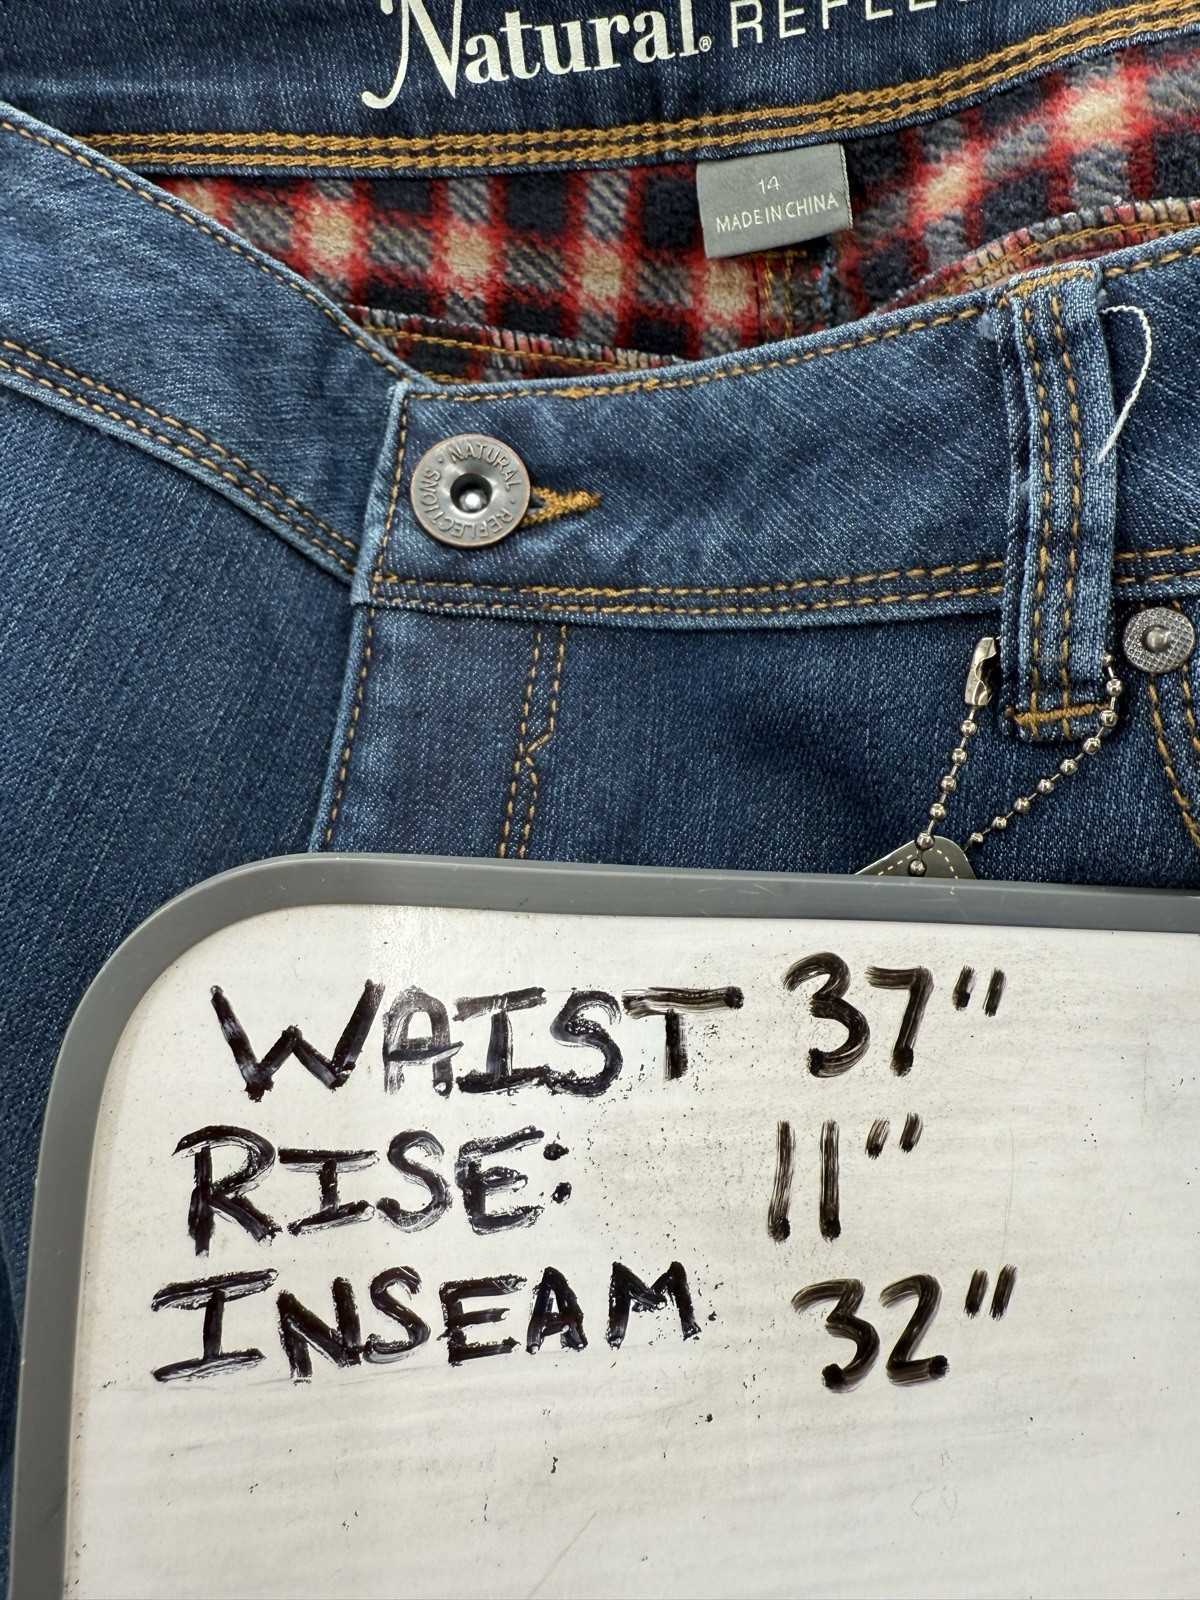 Natural® REFLE
14
MADE IN CHINA
NATURAL · REFLECTIONS ·
WAIST 37"
RISE: 11"
INSEAM 32"